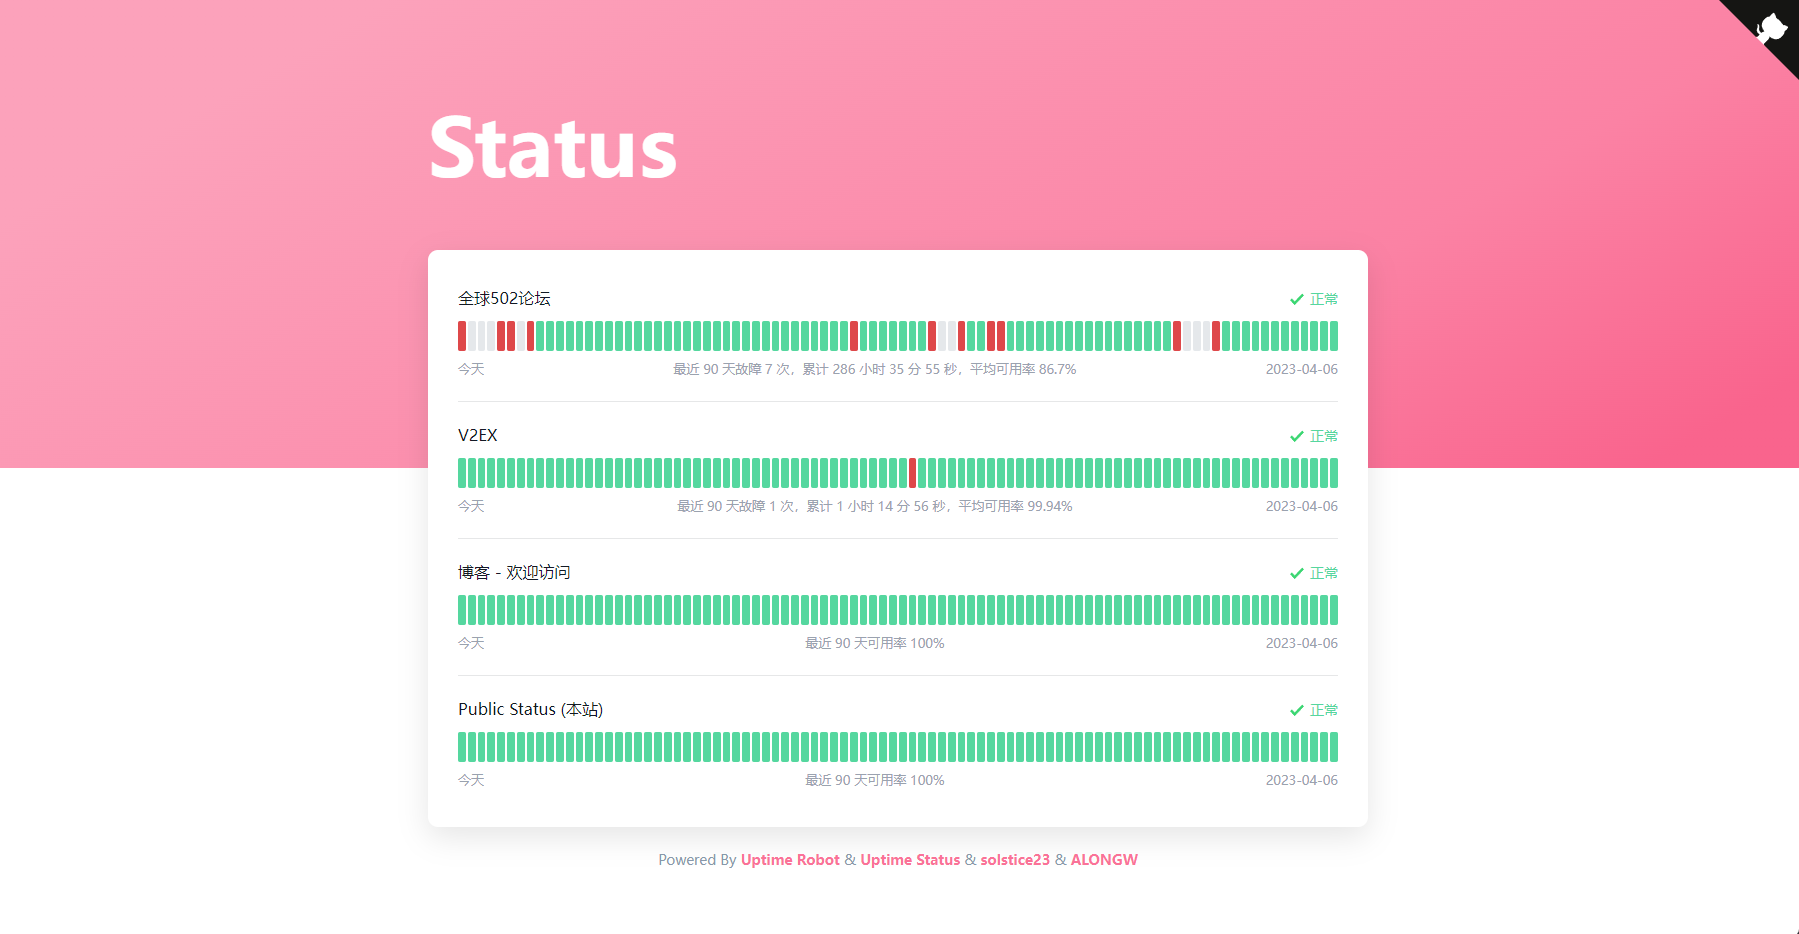 Status
全球502论坛 正常
今天 最近 90 天故障 7 次，累计 286 小时 35 分 55 秒，平均可用率 86.7% 2023-04-06
V2EX 正常
今天 最近 90 天故障 1 次，累计 1 小时 14 分 56 秒，平均可用率 99.94% 2023-04-06
博客 - 欢迎访问 正常
今天 最近 90 天可用率 100% 2023-04-06
Public Status (本站) 正常
今天 最近 90 天可用率 100% 2023-04-06
Powered By Uptime Robot & Uptime Status & solstice23 & ALONGW